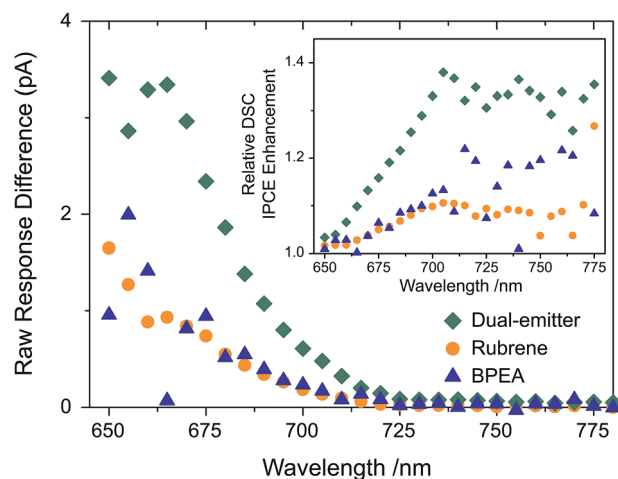 Raw Response Difference (pA)
4
2
0
650
675
700
725
750
775
Wavelength /nm
Relative DSC
IPCE Enhancement
1.4
1.2
1.0
650
675
700
725
750
775
Wavelength /nm
Dual-emitter
Rubrene
BPEA